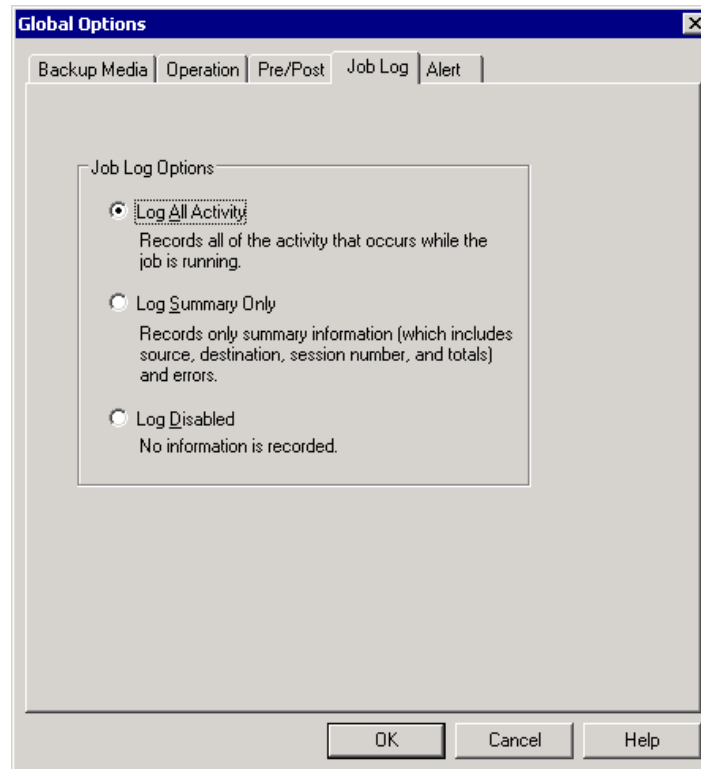 Global Options
Backup Media
Operation
Pre/Post
Job Log
Alert
Job Log Options
Log All Activity
Records all of the activity that occurs while the
job is running.
Log Summary Only
Records only summary information (which includes
source, destination, session number, and totals)
and errors.
Log Disabled
No information is recorded.
OK
Cancel
Help